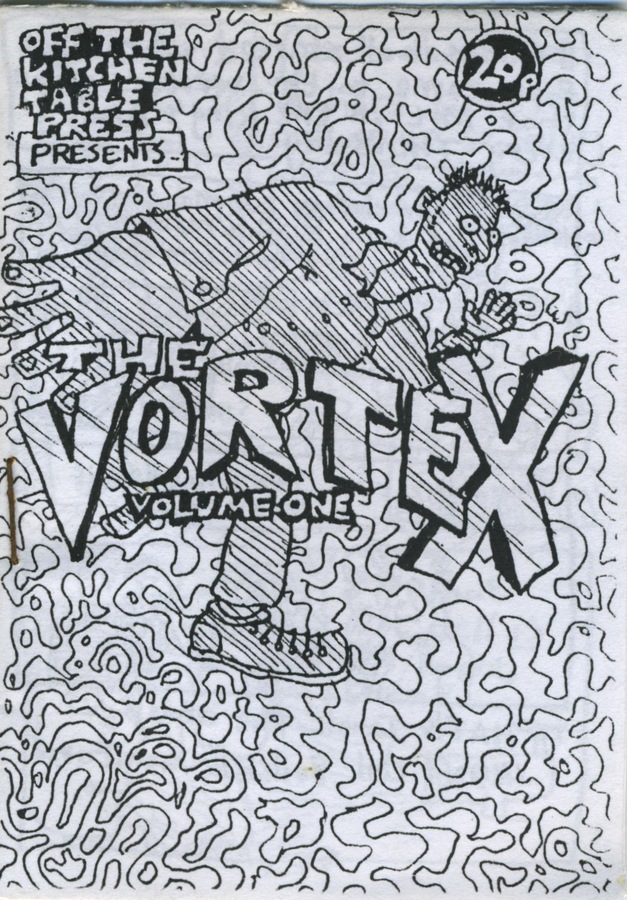 OFF THE
KITCHEN
TABLE
PRESS
PRESENTS..
20p
THE
VORTEX
VOLUME ONE